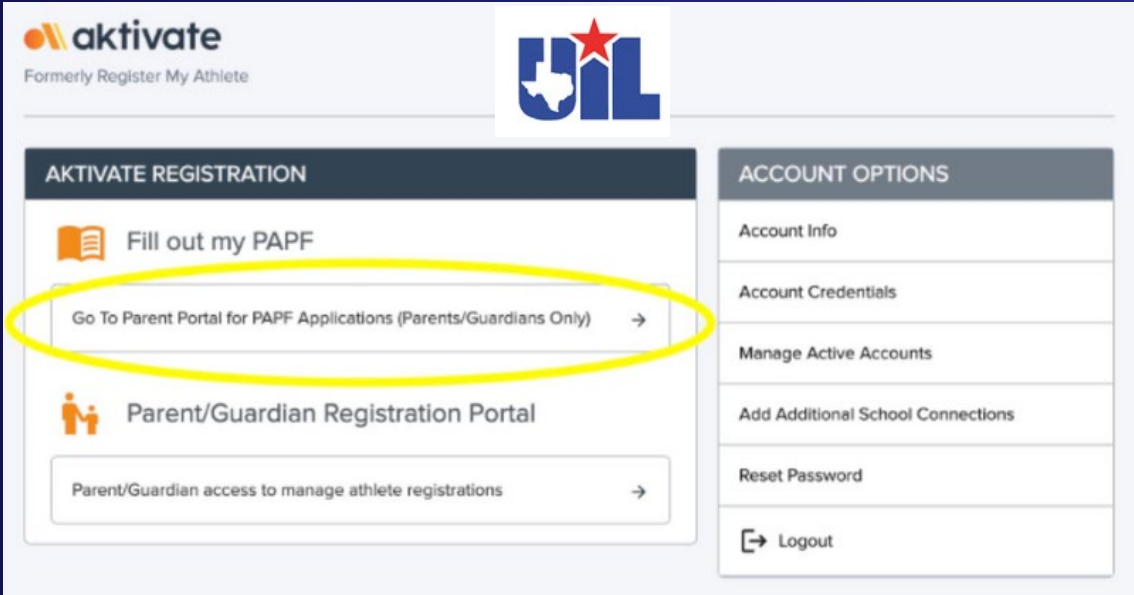 aktivate
Formerly Register My Athlete
UIL
AKTIVATE REGISTRATION
Fill out my PAPF
Go To Parent Portal for PAPF Applications (Parents/Guardians Only)
Parent/Guardian Registration Portal
Parent/Guardian access to manage athlete registrations
ACCOUNT OPTIONS
Account Info
Account Credentials
Manage Active Accounts
Add Additional School Connections
Reset Password
Logout